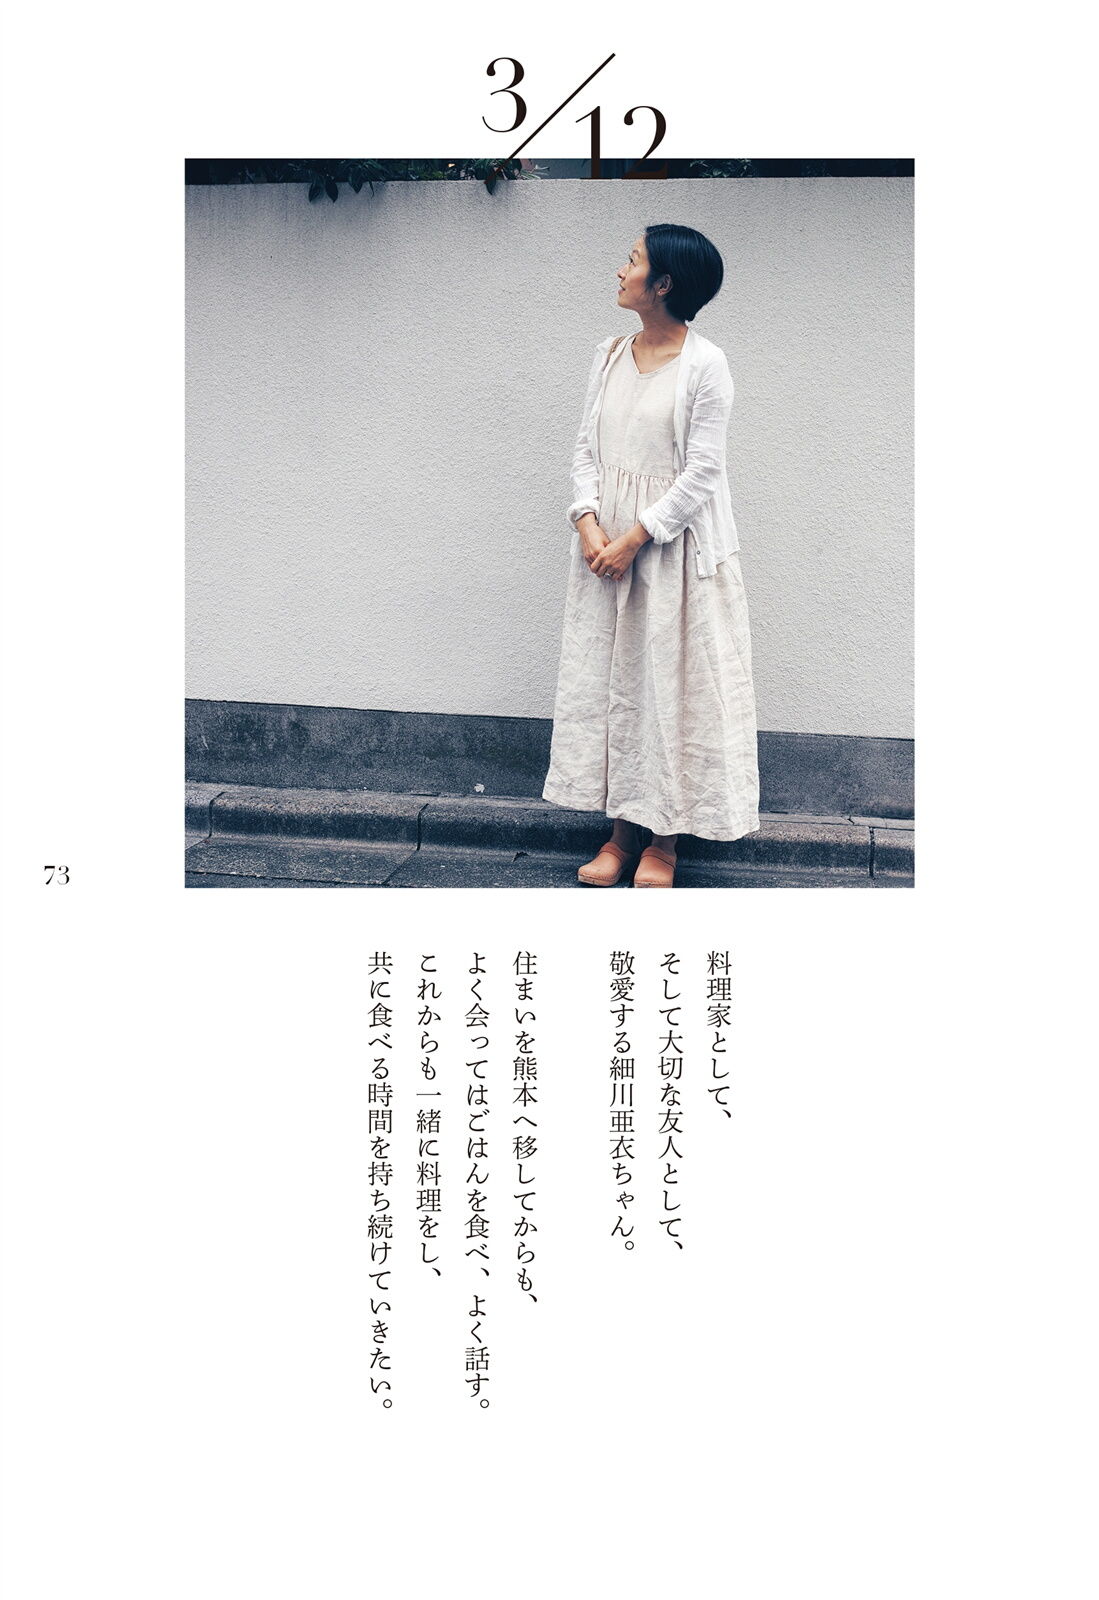 3/12
料理家として、
そして大切な友人として、
敬愛する細川亜衣ちゃん。
住まいを熊本へ移してからも、
よく会ってはごはんを食べ、よく話す。
これからも一緒に料理をし、
共に食べる時間を持ち続けていきたい。
73